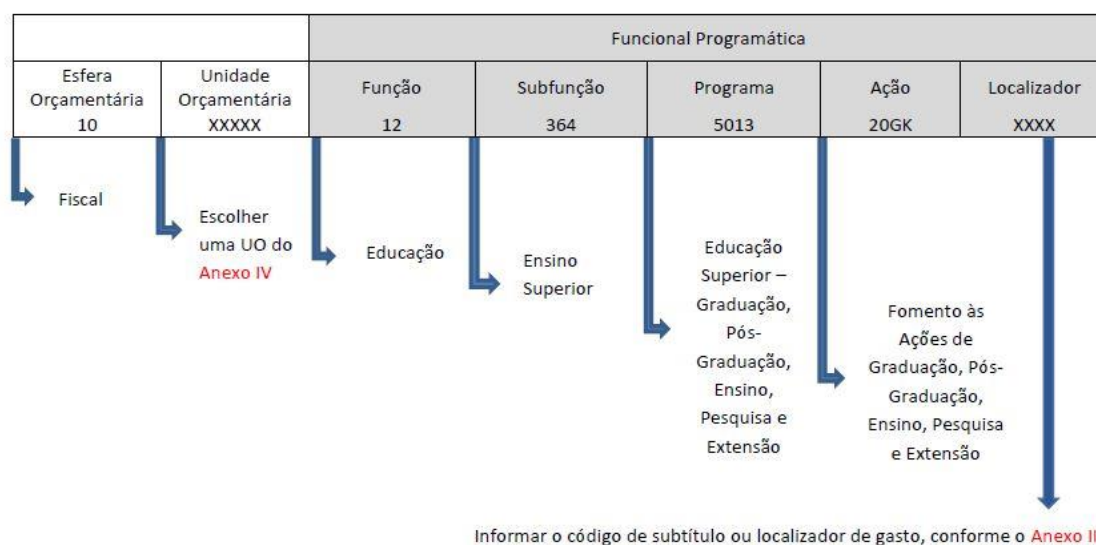 Funcional Programática
Esfera
Orçamentária
10
Unidade
Orçamentária
XXXXX
Função
12
Subfunção
364
Programa
5013
Ação
20GK
Localizador
XXXX
Fiscal
Escolher
uma UO do
Anexo IV
Educação
Ensino
Superior
Educação
Superior –
Graduação,
Pós-
Graduação,
Ensino,
Pesquisa e
Extensão
Fomento às
Ações de
Graduação, Pós-
Graduação,
Ensino, Pesquisa
e Extensão
Informar o código de subtítulo ou localizador de gasto, conforme o Anexo II